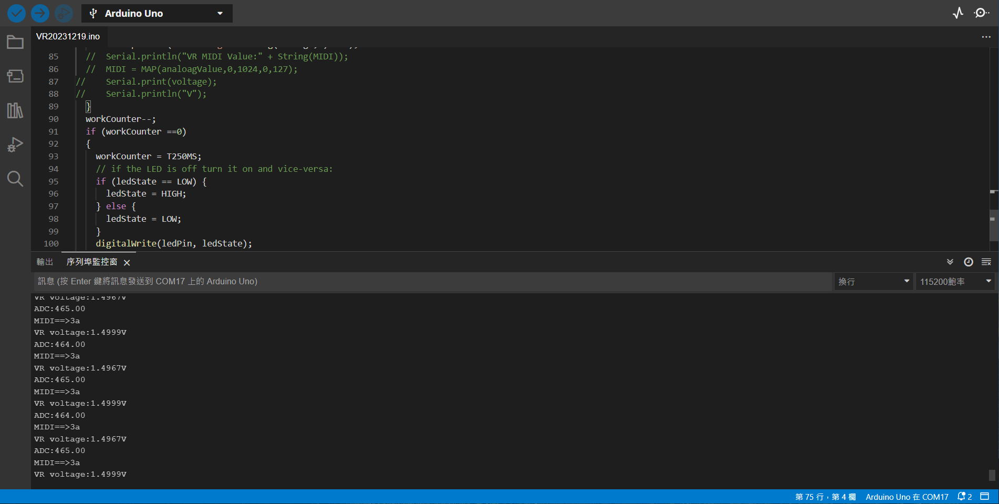 Arduino Uno
VR20231219.ino
85 //  Serial.println("VR MIDI Value:" + String(MIDI));
86 //  MIDI = MAP(analoagValue,0,1024,0,127);
87 //    Serial.print(voltage);
88 //    Serial.println("V");
89 }
90 workCounter--;
91 if (workCounter ==0)
92 {
93 workCounter = T250MS;
94 // if the LED is off turn it on and vice-versa:
95 if (ledState == LOW) {
96 ledState = HIGH;
97 } else {
98 ledState = LOW;
99 }
100 digitalWrite(ledPin, ledState);
輸出 序列埠監控窗
訊息 (按 Enter 鍵將訊息發送到 COM17 上的 Arduino Uno) 換行 115200鮑率
VR voltage:1.4967V
ADC:465.00
MIDI==>3a
VR voltage:1.4999V
ADC:464.00
MIDI==>3a
VR voltage:1.4967V
ADC:465.00
MIDI==>3a
VR voltage:1.4999V
ADC:464.00
MIDI==>3a
VR voltage:1.4967V
ADC:465.00
MIDI==>3a
VR voltage:1.4999V
第 75 行，第 4 欄 Arduino Uno 在 COM17 2